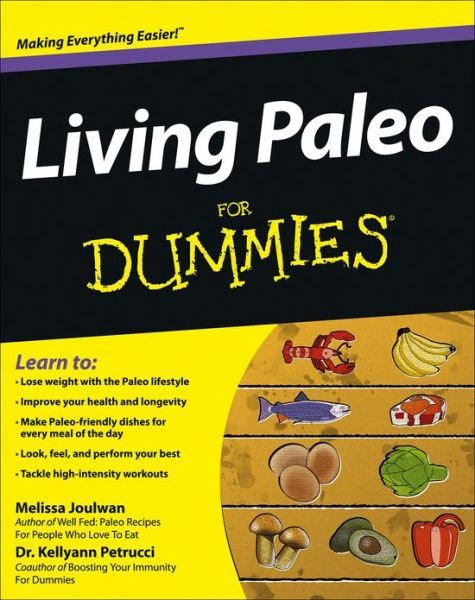 Making Everything Easier!™
Living Paleo
FOR
DUMMIES®
Learn to:
• Lose weight with the Paleo lifestyle
• Improve your health and longevity
• Make Paleo-friendly dishes for
every meal of the day
• Look, feel, and perform your best
• Tackle high-intensity workouts
Melissa Joulwan
Author of Well Fed: Paleo Recipes
For People Who Love To Eat
Dr. Kellyann Petrucci
Coauthor of Boosting Your Immunity
For Dummies